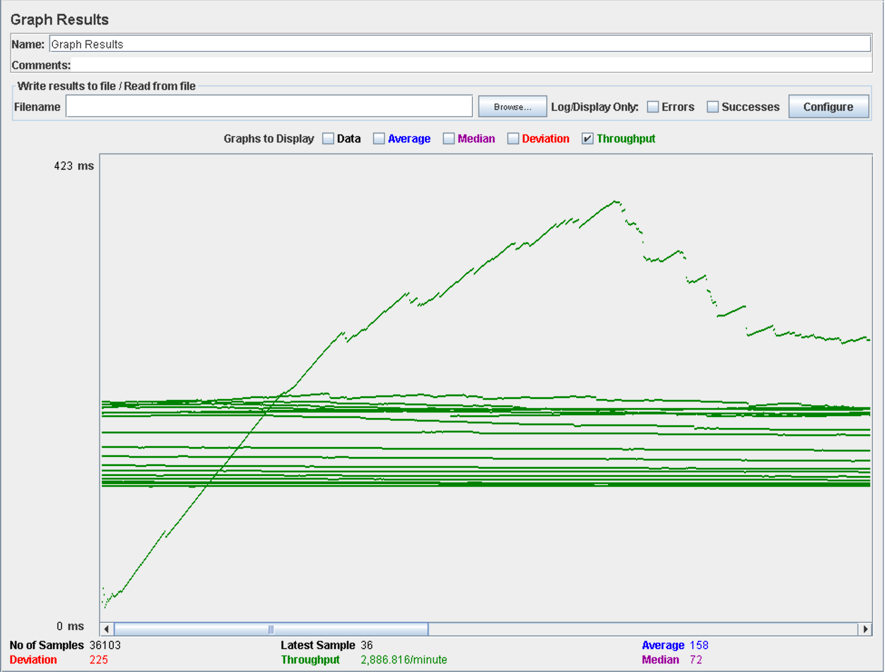 Graph Results
Name: Graph Results
Comments:
Write results to file / Read from file
Filename Browse... Log/Display Only: Errors Successes Configure
Graphs to Display Data Average Median Deviation Throughput
423 ms
0 ms
No of Samples 36103 Latest Sample 36 Average 158
Deviation 225 Throughput 2,886.816/minute Median 72